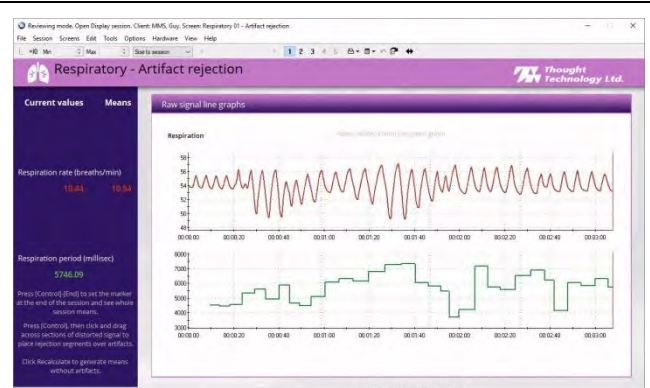 Reviewing mode. Open Display session. Client: MMS, Guy. Screen: Respiratory 01 - Artifact rejection
File Session Screens Edit Tools Options Hardware View Help
Min Max Size to session 1 2 3 4 5
Respiratory - Artifact rejection
Thought
Technology Ltd.
Current values Means
Raw signal line graphs
Respiration
Respiration rate (breaths/min)
10.44 10.94
58
56
54
52
50
48
00:00:00 00:00:20 00:00:40 00:01:00 00:01:20 00:01:40 00:02:00 00:02:20 00:02:40 00:03:00
Respiration period (millisec)
5746.09
8000
7000
6000
5000
4000
3000
00:00:00 00:00:20 00:00:40 00:01:00 00:01:20 00:01:40 00:02:00 00:02:20 00:02:40 00:03:00
Press [Control]-[End] to set the marker
at the end of the session and see whole
session means.
Press [Control], then click and drag
across sections of distorted signal to
place rejection segments over artifacts.
Click Recalculate to generate means
without artifacts.